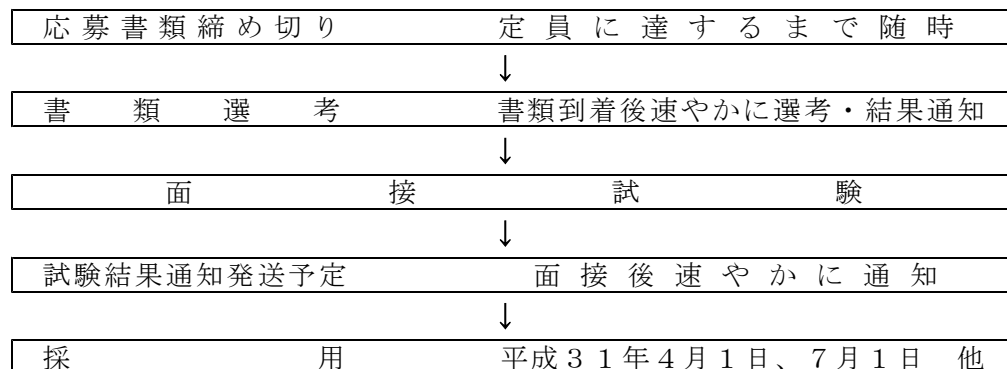 応募書類締め切り 定員に達するまで随時
↓
書類選考 書類到着後速やかに選考・結果通知
↓
面接試験
↓
試験結果通知発送予定 面接後速やかに通知
↓
採用 平成31年4月1日、7月1日 他